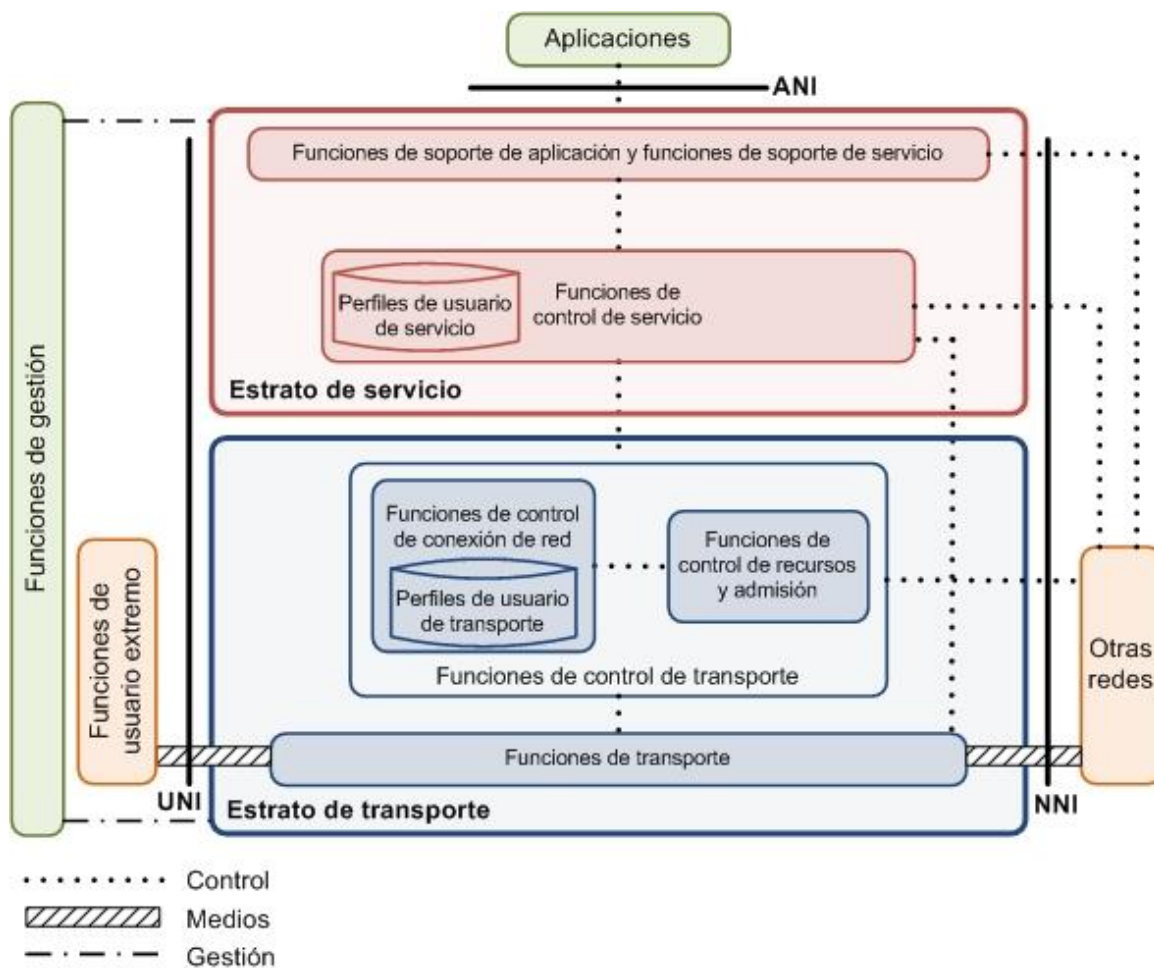 Aplicaciones
ANI
Funciones de soporte de aplicación y funciones de soporte de servicio
Perfiles de usuario
de servicio
Funciones de
control de servicio
Estrato de servicio
Funciones de gestión
Funciones de
usuario extremo
Funciones de control
de conexión de red
Perfiles de usuario
de transporte
Funciones de
control de recursos
y admisión
Funciones de control de transporte
Otras
redes
Funciones de transporte
UNI
Estrato de transporte
NNI
Control
Medios
Gestión